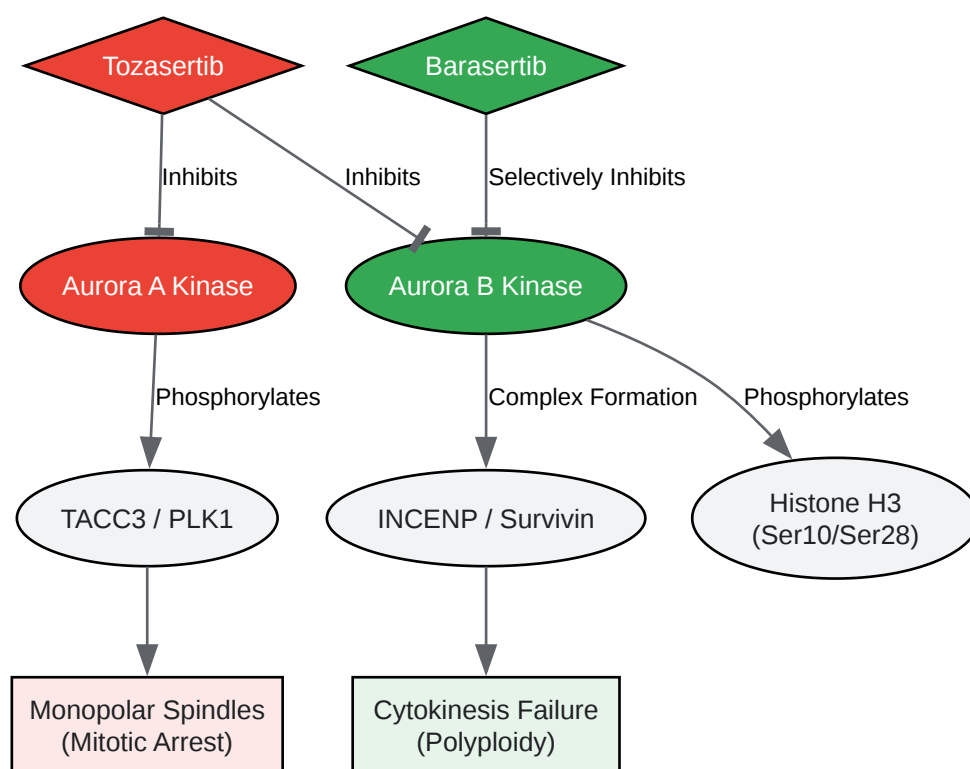 Tozasertib
Barasertib
Inhibits
Inhibits
Selectively Inhibits
Aurora A Kinase
Aurora B Kinase
Phosphorylates
Complex Formation
Phosphorylates
TACC3 / PLK1
INCENP / Survivin
Histone H3
(Ser10/Ser28)
Monopolar Spindles
(Mitotic Arrest)
Cytokinesis Failure
(Polyploidy)